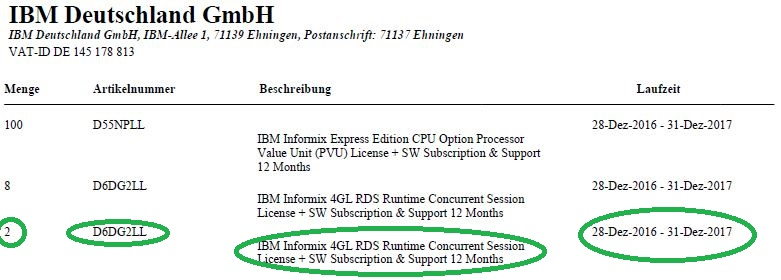 IBM Deutschland GmbH
IBM Deutschland GmbH, IBM-Allee 1, 71139 Ehningen, Postanschrift: 71137 Ehningen
VAT-ID DE 145 178 813
Menge Artikelnummer Beschreibung Laufzeit
100 D55NPLL 28-Dez-2016 - 31-Dez-2017
IBM Informix Express Edition CPU Option Processor
Value Unit (PVU) License + SW Subscription & Support
12 Months
8 D6DG2LL 28-Dez-2016 - 31-Dez-2017
IBM Informix 4GL RDS Runtime Concurrent Session
License + SW Subscription & Support 12 Months
2 D6DG2LL 28-Dez-2016 - 31-Dez-2017
IBM Informix 4GL RDS Runtime Concurrent Session
License + SW Subscription & Support 12 Months